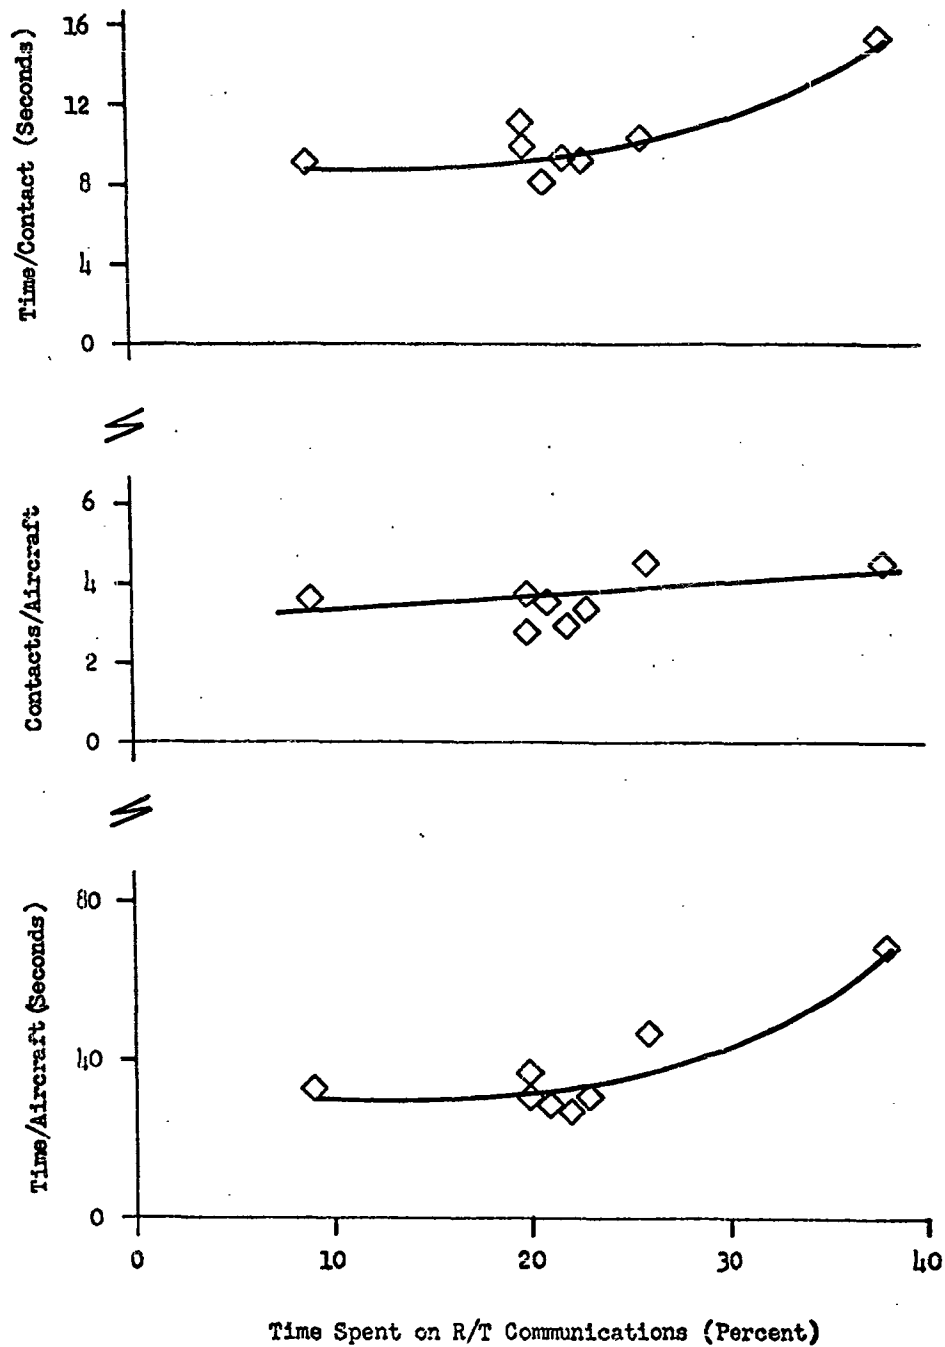 Time/Contact (Seconds)
16
12
8
4
0
Contacts/Aircraft
6
4
2
0
Time/Aircraft (Seconds)
80
40
0
0 10 20 30 40
Time Spent on R/T Communications (Percent)